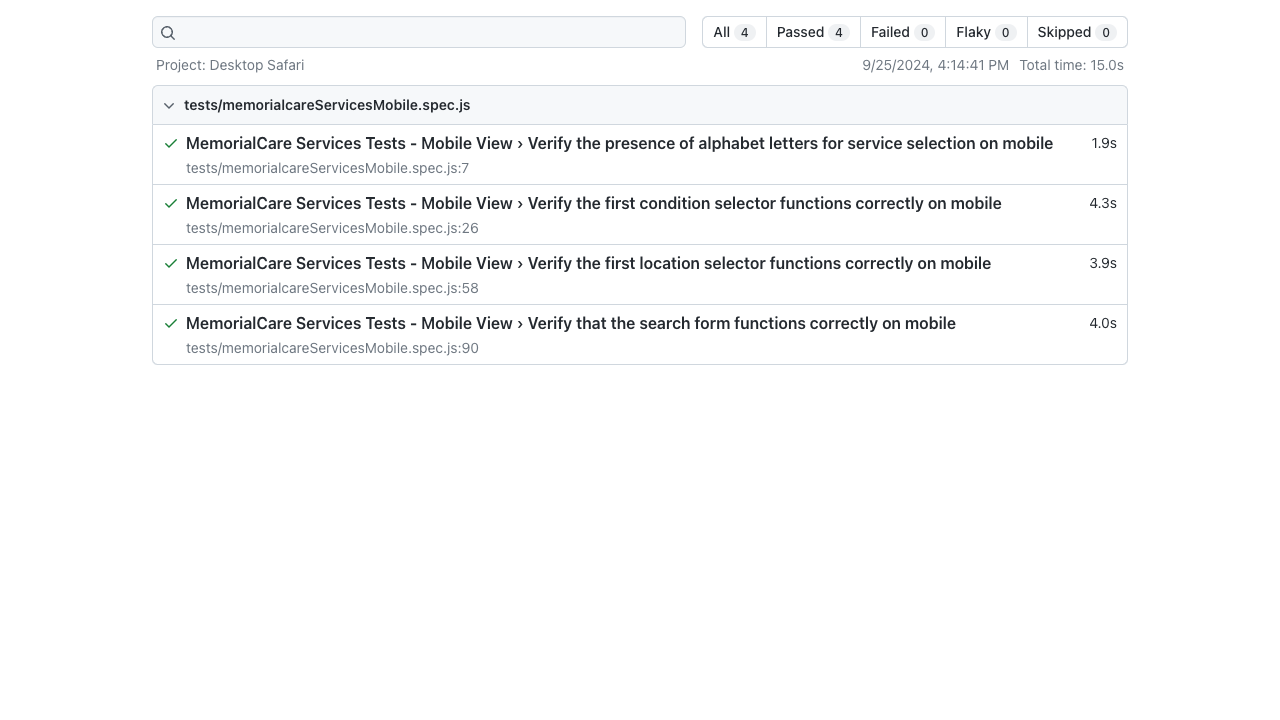 All 4 Passed 4 Failed 0 Flaky 0 Skipped 0
Project: Desktop Safari 9/25/2024, 4:14:41 PM Total time: 15.0s
tests/memorialcareServicesMobile.spec.js
MemorialCare Services Tests - Mobile View › Verify the presence of alphabet letters for service selection on mobile 1.9s
tests/memorialcareServicesMobile.spec.js:7
MemorialCare Services Tests - Mobile View › Verify the first condition selector functions correctly on mobile 4.3s
tests/memorialcareServicesMobile.spec.js:26
MemorialCare Services Tests - Mobile View › Verify the first location selector functions correctly on mobile 3.9s
tests/memorialcareServicesMobile.spec.js:58
MemorialCare Services Tests - Mobile View › Verify that the search form functions correctly on mobile 4.0s
tests/memorialcareServicesMobile.spec.js:90